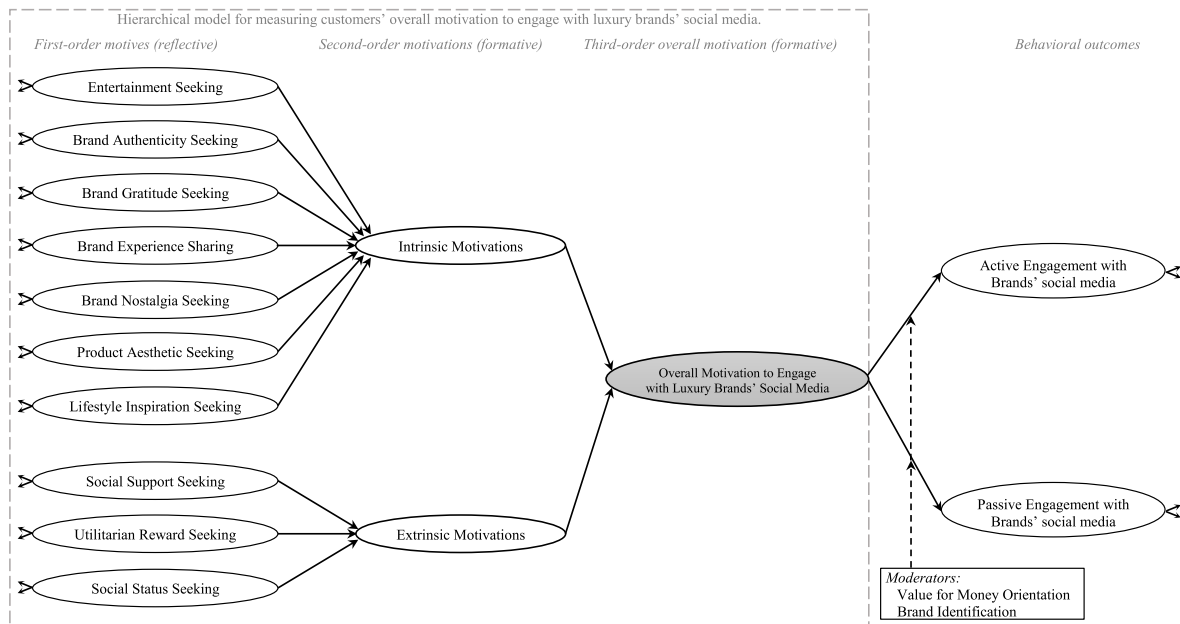 Hierarchical model for measuring customers’ overall motivation to engage with luxury brands’ social media.
First-order motives (reflective)
Second-order motivations (formative)
Third-order overall motivation (formative)
Behavioral outcomes
Entertainment Seeking
Brand Authenticity Seeking
Brand Gratitude Seeking
Brand Experience Sharing
Brand Nostalgia Seeking
Product Aesthetic Seeking
Lifestyle Inspiration Seeking
Social Support Seeking
Utilitarian Reward Seeking
Social Status Seeking
Intrinsic Motivations
Extrinsic Motivations
Overall Motivation to Engage
with Luxury Brands’ Social Media
Active Engagement with
Brands’ social media
Passive Engagement with
Brands’ social media
Moderators:
Value for Money Orientation
Brand Identification